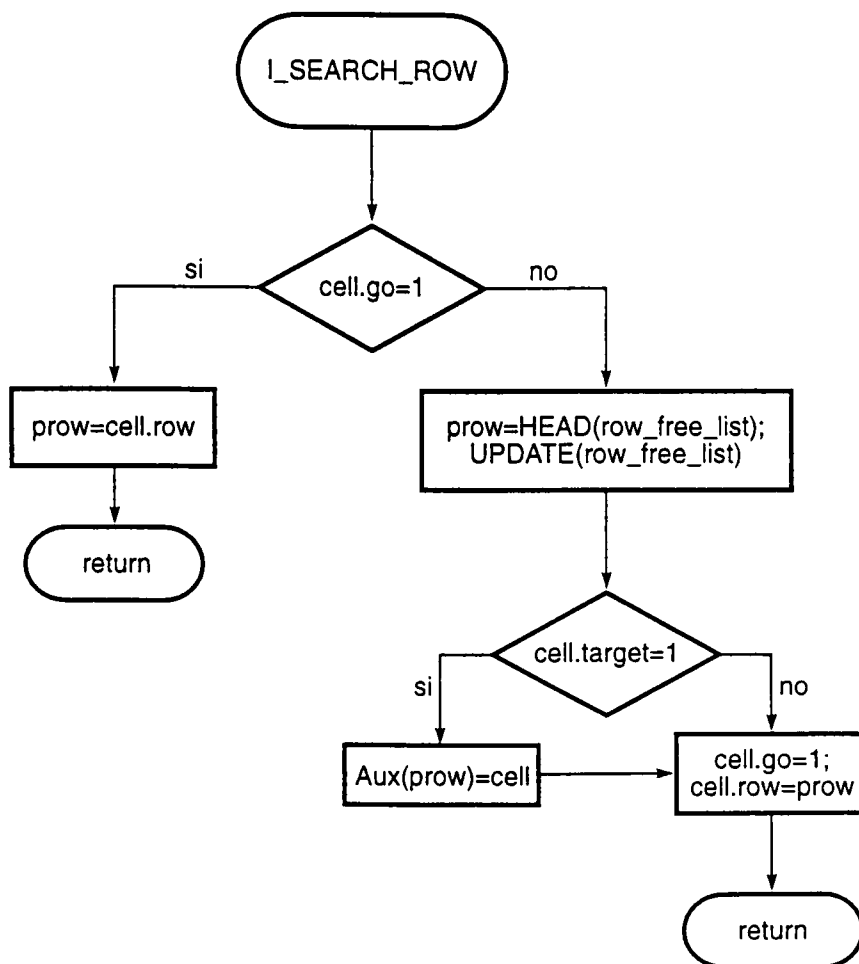 I_SEARCH_ROW
si
cell.go=1
no
prow=cell.row
prow=HEAD(row_free_list);
UPDATE(row_free_list)
return
cell.target=1
si
no
Aux(prow)=cell
cell.go=1;
cell.row=prow
return